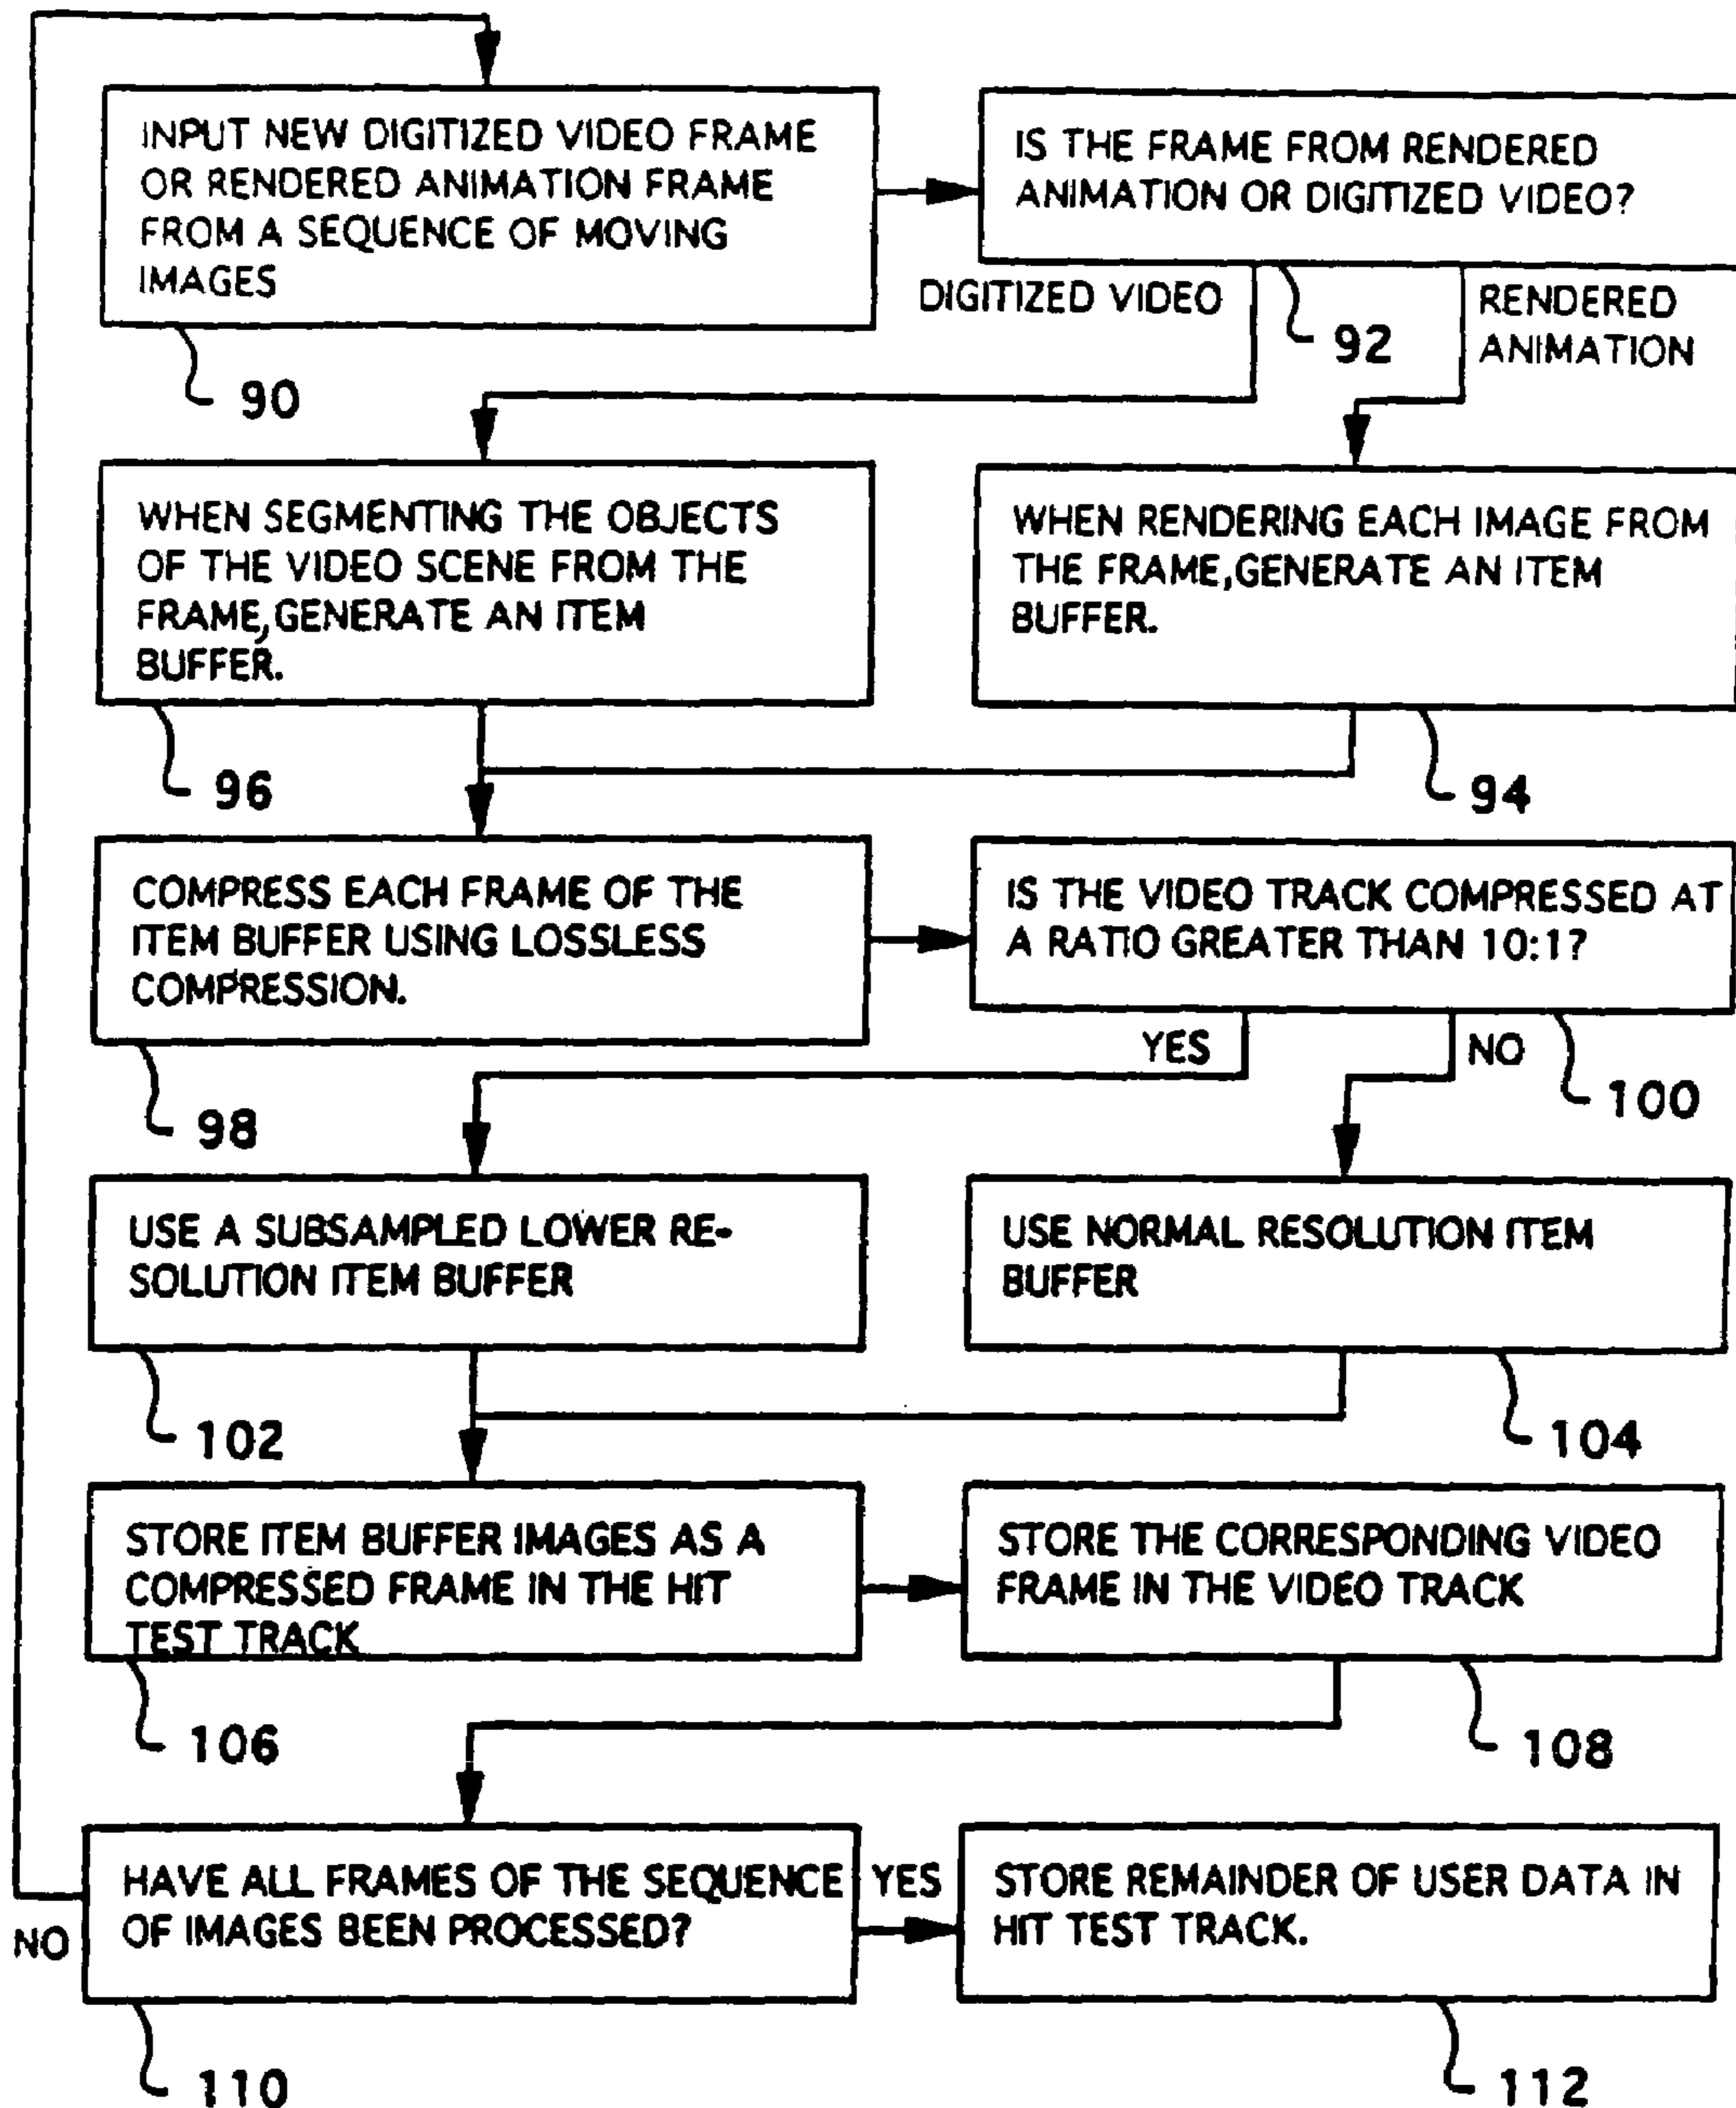 INPUT NEW DIGITIZED VIDEO FRAME
OR RENDERED ANIMATION FRAME
FROM A SEQUENCE OF MOVING
IMAGES
90
IS THE FRAME FROM RENDERED
ANIMATION OR DIGITIZED VIDEO?
92
DIGITIZED VIDEO
RENDERED
ANIMATION
WHEN SEGMENTING THE OBJECTS
OF THE VIDEO SCENE FROM THE
FRAME,GENERATE AN ITEM
BUFFER.
96
WHEN RENDERING EACH IMAGE FROM
THE FRAME,GENERATE AN ITEM
BUFFER.
94
COMPRESS EACH FRAME OF THE
ITEM BUFFER USING LOSSLESS
COMPRESSION.
98
IS THE VIDEO TRACK COMPRESSED AT
A RATIO GREATER THAN 10:1?
100
YES
NO
USE A SUBSAMPLED LOWER RE-
SOLUTION ITEM BUFFER
102
USE NORMAL RESOLUTION ITEM
BUFFER
104
STORE ITEM BUFFER IMAGES AS A
COMPRESSED FRAME IN THE HIT
TEST TRACK
106
STORE THE CORRESPONDING VIDEO
FRAME IN THE VIDEO TRACK
108
HAVE ALL FRAMES OF THE SEQUENCE
OF IMAGES BEEN PROCESSED?
110
NO
YES
STORE REMAINDER OF USER DATA IN
HIT TEST TRACK.
112